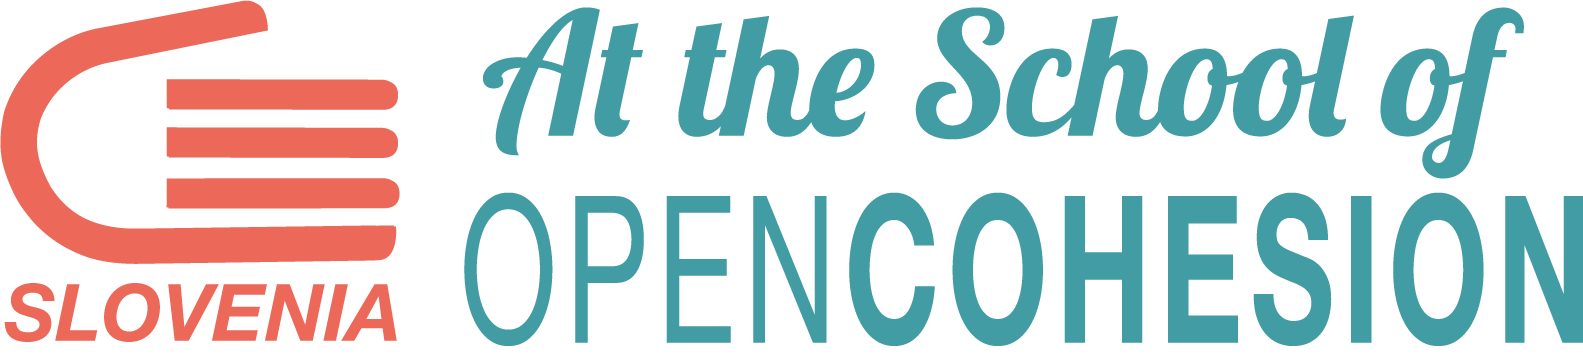 At the School of
OPENCOHESION
SLOVENIA